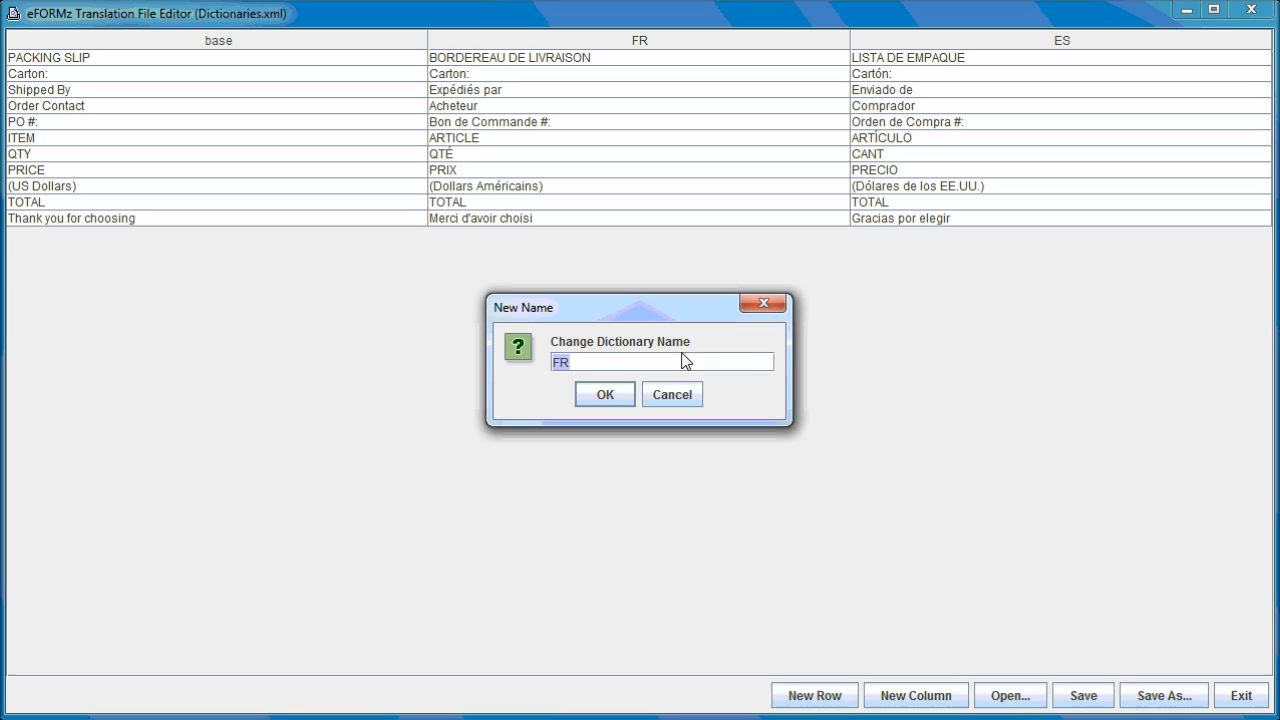 eFORMz Translation File Editor (Dictionaries.xml)
base FR ES
PACKING SLIP BORDEREAU DE LIVRAISON LISTA DE EMPAQUE
Carton: Carton: Cartón:
Shipped By Expédiés par Enviado de
Order Contact Acheteur Comprador
PO #: Bon de Commande #: Orden de Compra #:
ITEM ARTICLE ARTÍCULO
QTY QTÉ CANT
PRICE PRIX PRECIO
(US Dollars) (Dollars Américains) (Dólares de los EE.UU.)
TOTAL TOTAL TOTAL
Thank you for choosing Merci d'avoir choisi Gracias por elegir
New Name
Change Dictionary Name
FR
OK Cancel
New Row New Column Open... Save Save As... Exit